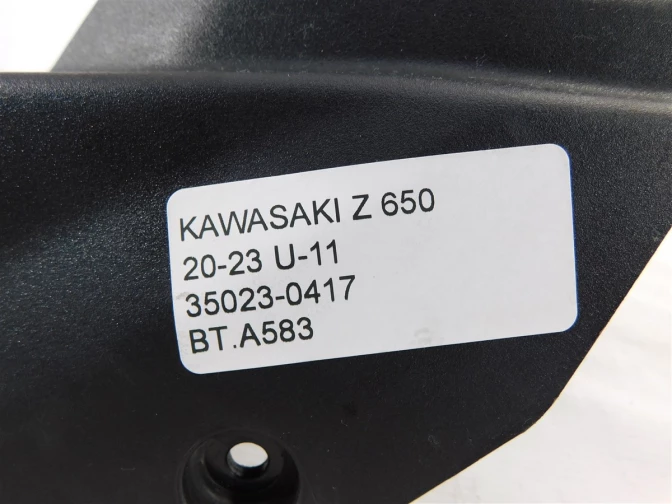 KAWASAKI Z 650
20-23 U-11
35023-0417
BT.A583